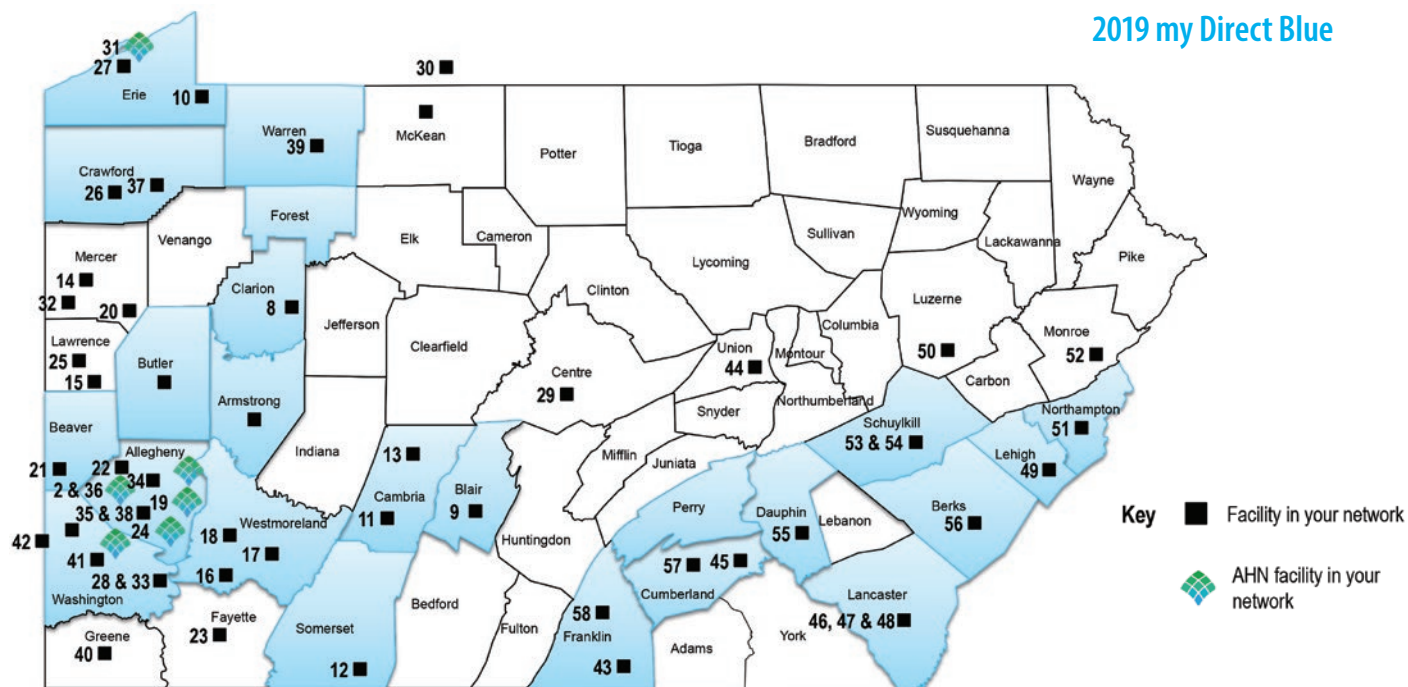 2019 my Direct Blue
31
27
Erie
10
30
Warren
39
McKean
Potter
Tioga
Bradford
Susquehanna
Wayne
Crawford
26
37
Forest
Venango
Elk
Cameron
Wyoming
Sullivan
Lackawanna
Pike
Mercer
14
32
20
Clarion
8
Lycoming
Clinton
Luzerne
50
Jefferson
Clearfield
Columbia
Monroe
52
Lawrence
25
15
Butler
Centre
29
Union
44
Montour
Carbon
Armstrong
Snyder
Northumberland
Schuylkill
53 & 54
Northampton
51
Beaver
21
Allegheny
22
34
2 & 36
35 & 38
19
24
Indiana
13
Cambria
11
Blair
9
Mifflin
Juniata
Lehigh
49
Perry
Dauphin
55
Lebanon
Berks
56
Key
Facility in your network
42
41
28 & 33
Washington
18
Westmoreland
17
16
Huntingdon
57
45
Cumberland
Lancaster
46, 47 & 48
AHN facility in your
network
Greene
40
Fayette
23
Somerset
12
Bedford
Fulton
58
Franklin
43
Adams
York